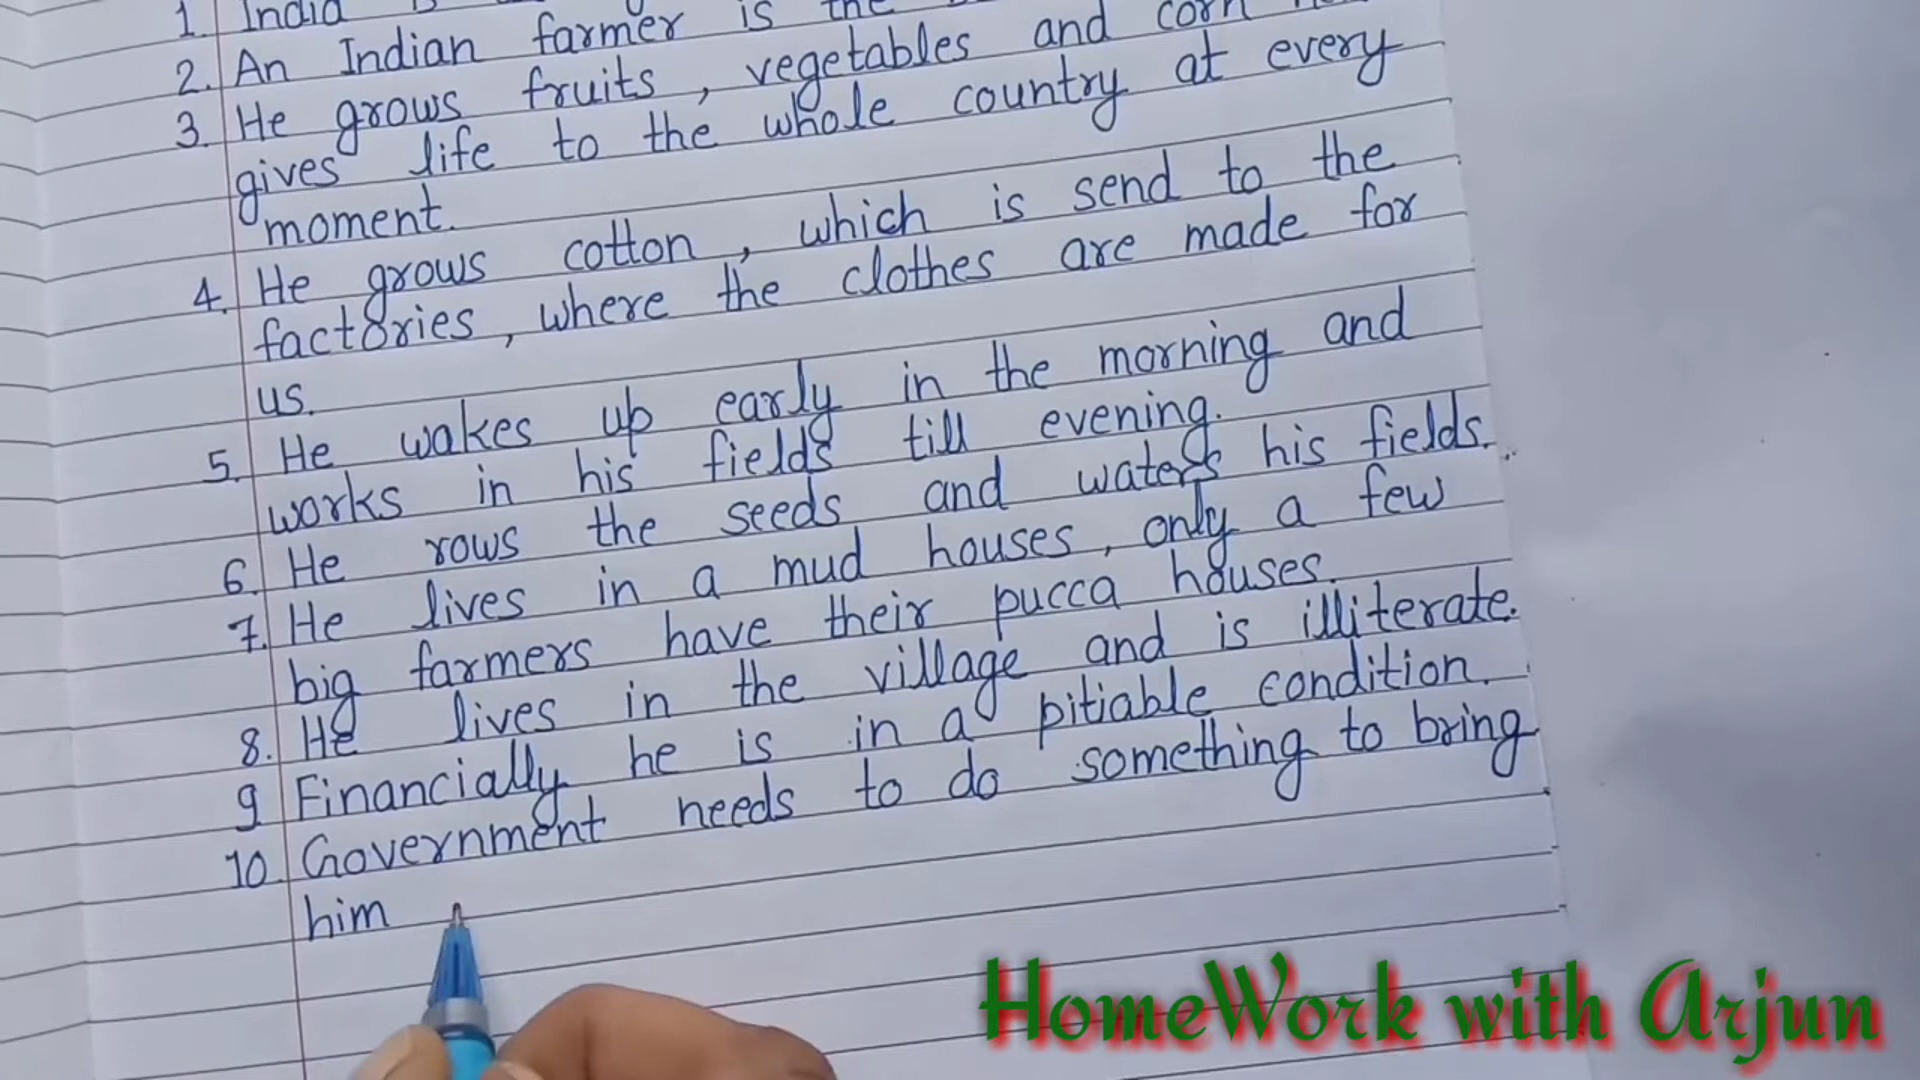 1. India is
2. An Indian farmer is the
3. He grows fruits, vegetables and corn
gives life to the whole country at every
moment.
4. He grows cotton, which is send to the
factories, where the clothes are made for
us.
5. He wakes up early in the morning and
works in his fields till evening.
6. He rows the seeds and waters his fields.
7. He lives in a mud houses, only a few
big farmers have their pucca houses.
8. He lives in the village and is illiterate.
9 Financially he is in a pitiable condition.
10. Government needs to do something to bring
him
HomeWork with Arjun